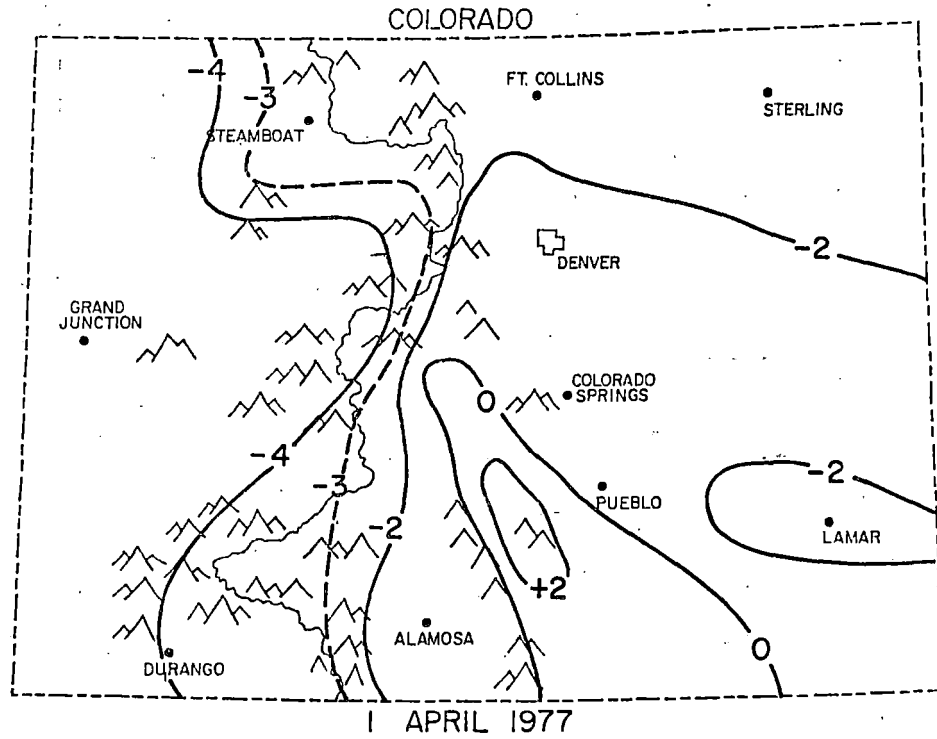 COLORADO
-4
-3
FT. COLLINS
STERLING
STEAMBOAT
-2
DENVER
GRAND
JUNCTION
COLORADO
SPRINGS
0
-4
-3
-2
PUEBLO
-2
LAMAR
+2
ALAMOSA
0
DURANGO
1 APRIL 1977